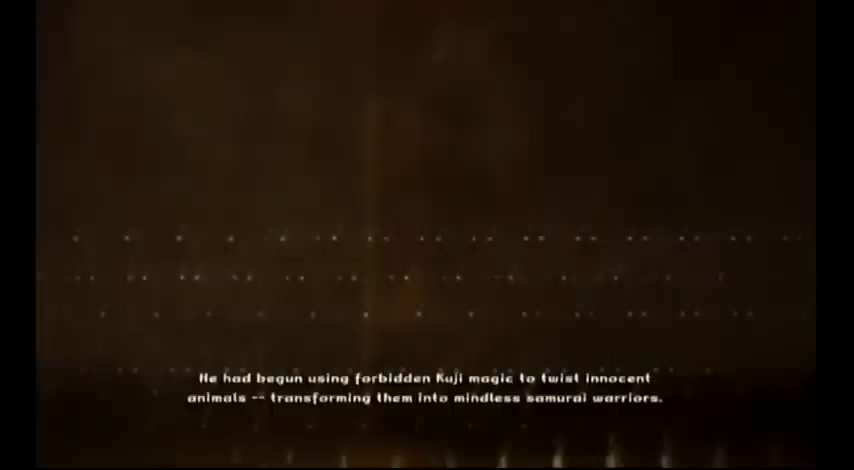 He had begun using forbidden Kuji magic to twist innocent
animals -- transforming them into mindless samurai warriors.